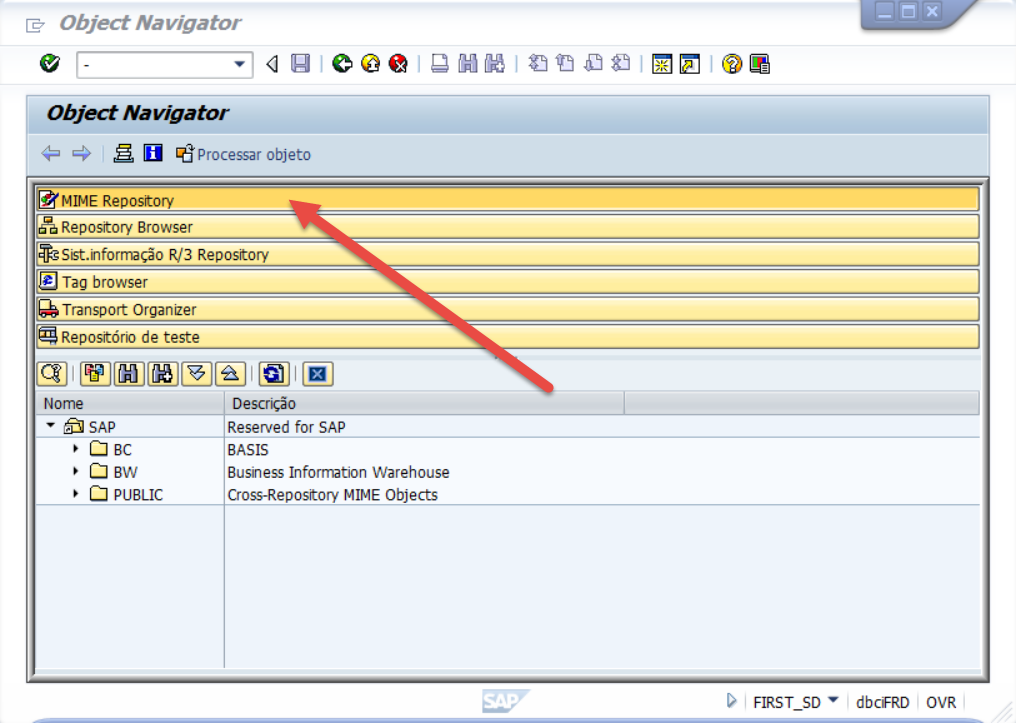 Object Navigator
-
Object Navigator
Processar objeto
MIME Repository
Repository Browser
Sist.informação R/3 Repository
Tag browser
Transport Organizer
Repositório de teste
Nome Descrição
SAP Reserved for SAP
BC BASIS
BW Business Information Warehouse
PUBLIC Cross-Repository MIME Objects
SAP FIRST_SD dbciFRD OVR